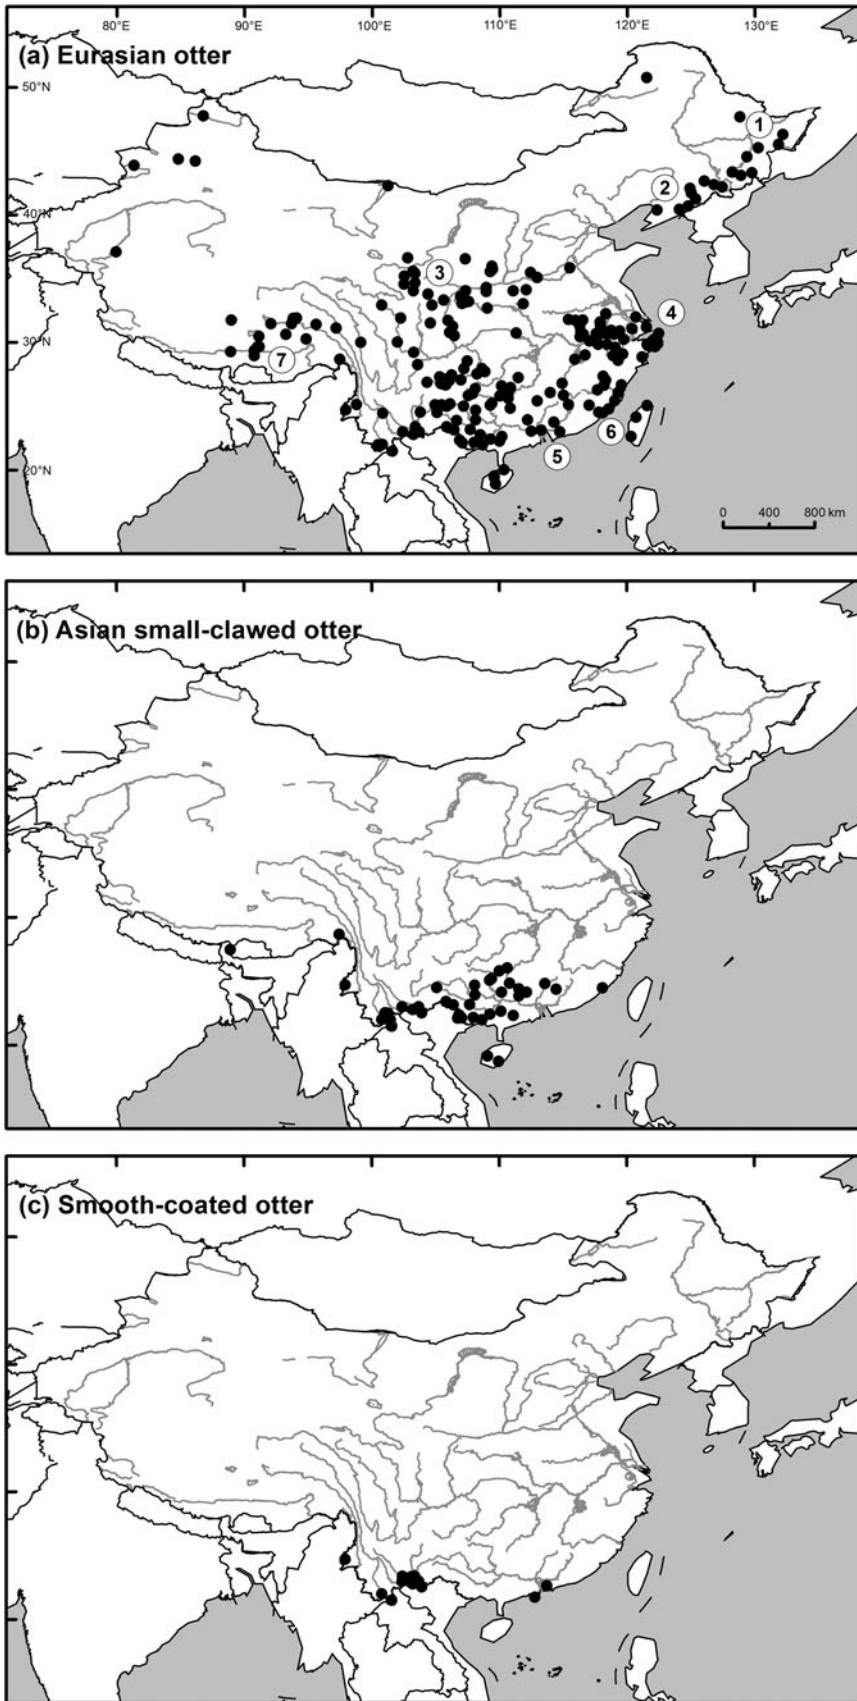 80°E 90°E 100°E 110°E 120°E 130°E
(a) Eurasian otter
50°N
1
2
40°N
3
4
30°N
7
6
5
20°N
0 400 800 km
(b) Asian small-clawed otter
(c) Smooth-coated otter